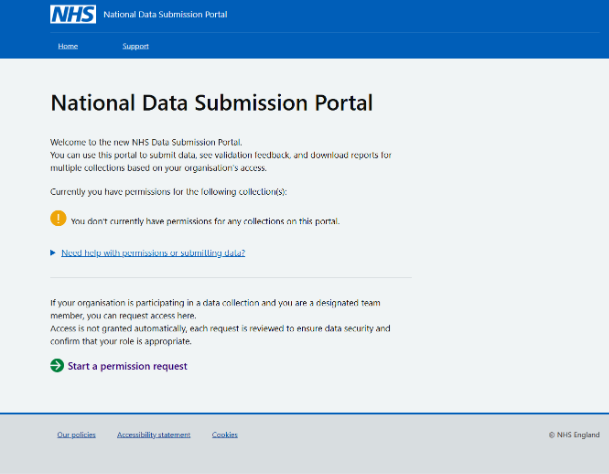 NHS National Data Submission Portal
Home Support
National Data Submission Portal
Welcome to the new NHS Data Submission Portal.
You can use this portal to submit data, see validation feedback, and download reports for
multiple collections based on your organisation's access.
Currently you have permissions for the following collection(s):
! You don't currently have permissions for any collections on this portal.
Need help with permissions or submitting data?
If your organisation is participating in a data collection and you are a designated team
member, you can request access here.
Access is not granted automatically, each request is reviewed to ensure data security and
confirm that your role is appropriate.
Start a permission request
Our policies Accessibility statement Cookies © NHS England